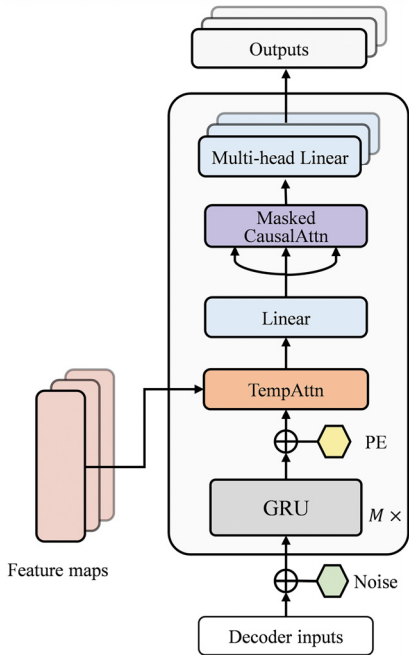 Outputs
Multi-head Linear
Masked
CausalAttn
Linear
TempAttn
PE
GRU
M ×
Feature maps
Noise
Decoder inputs